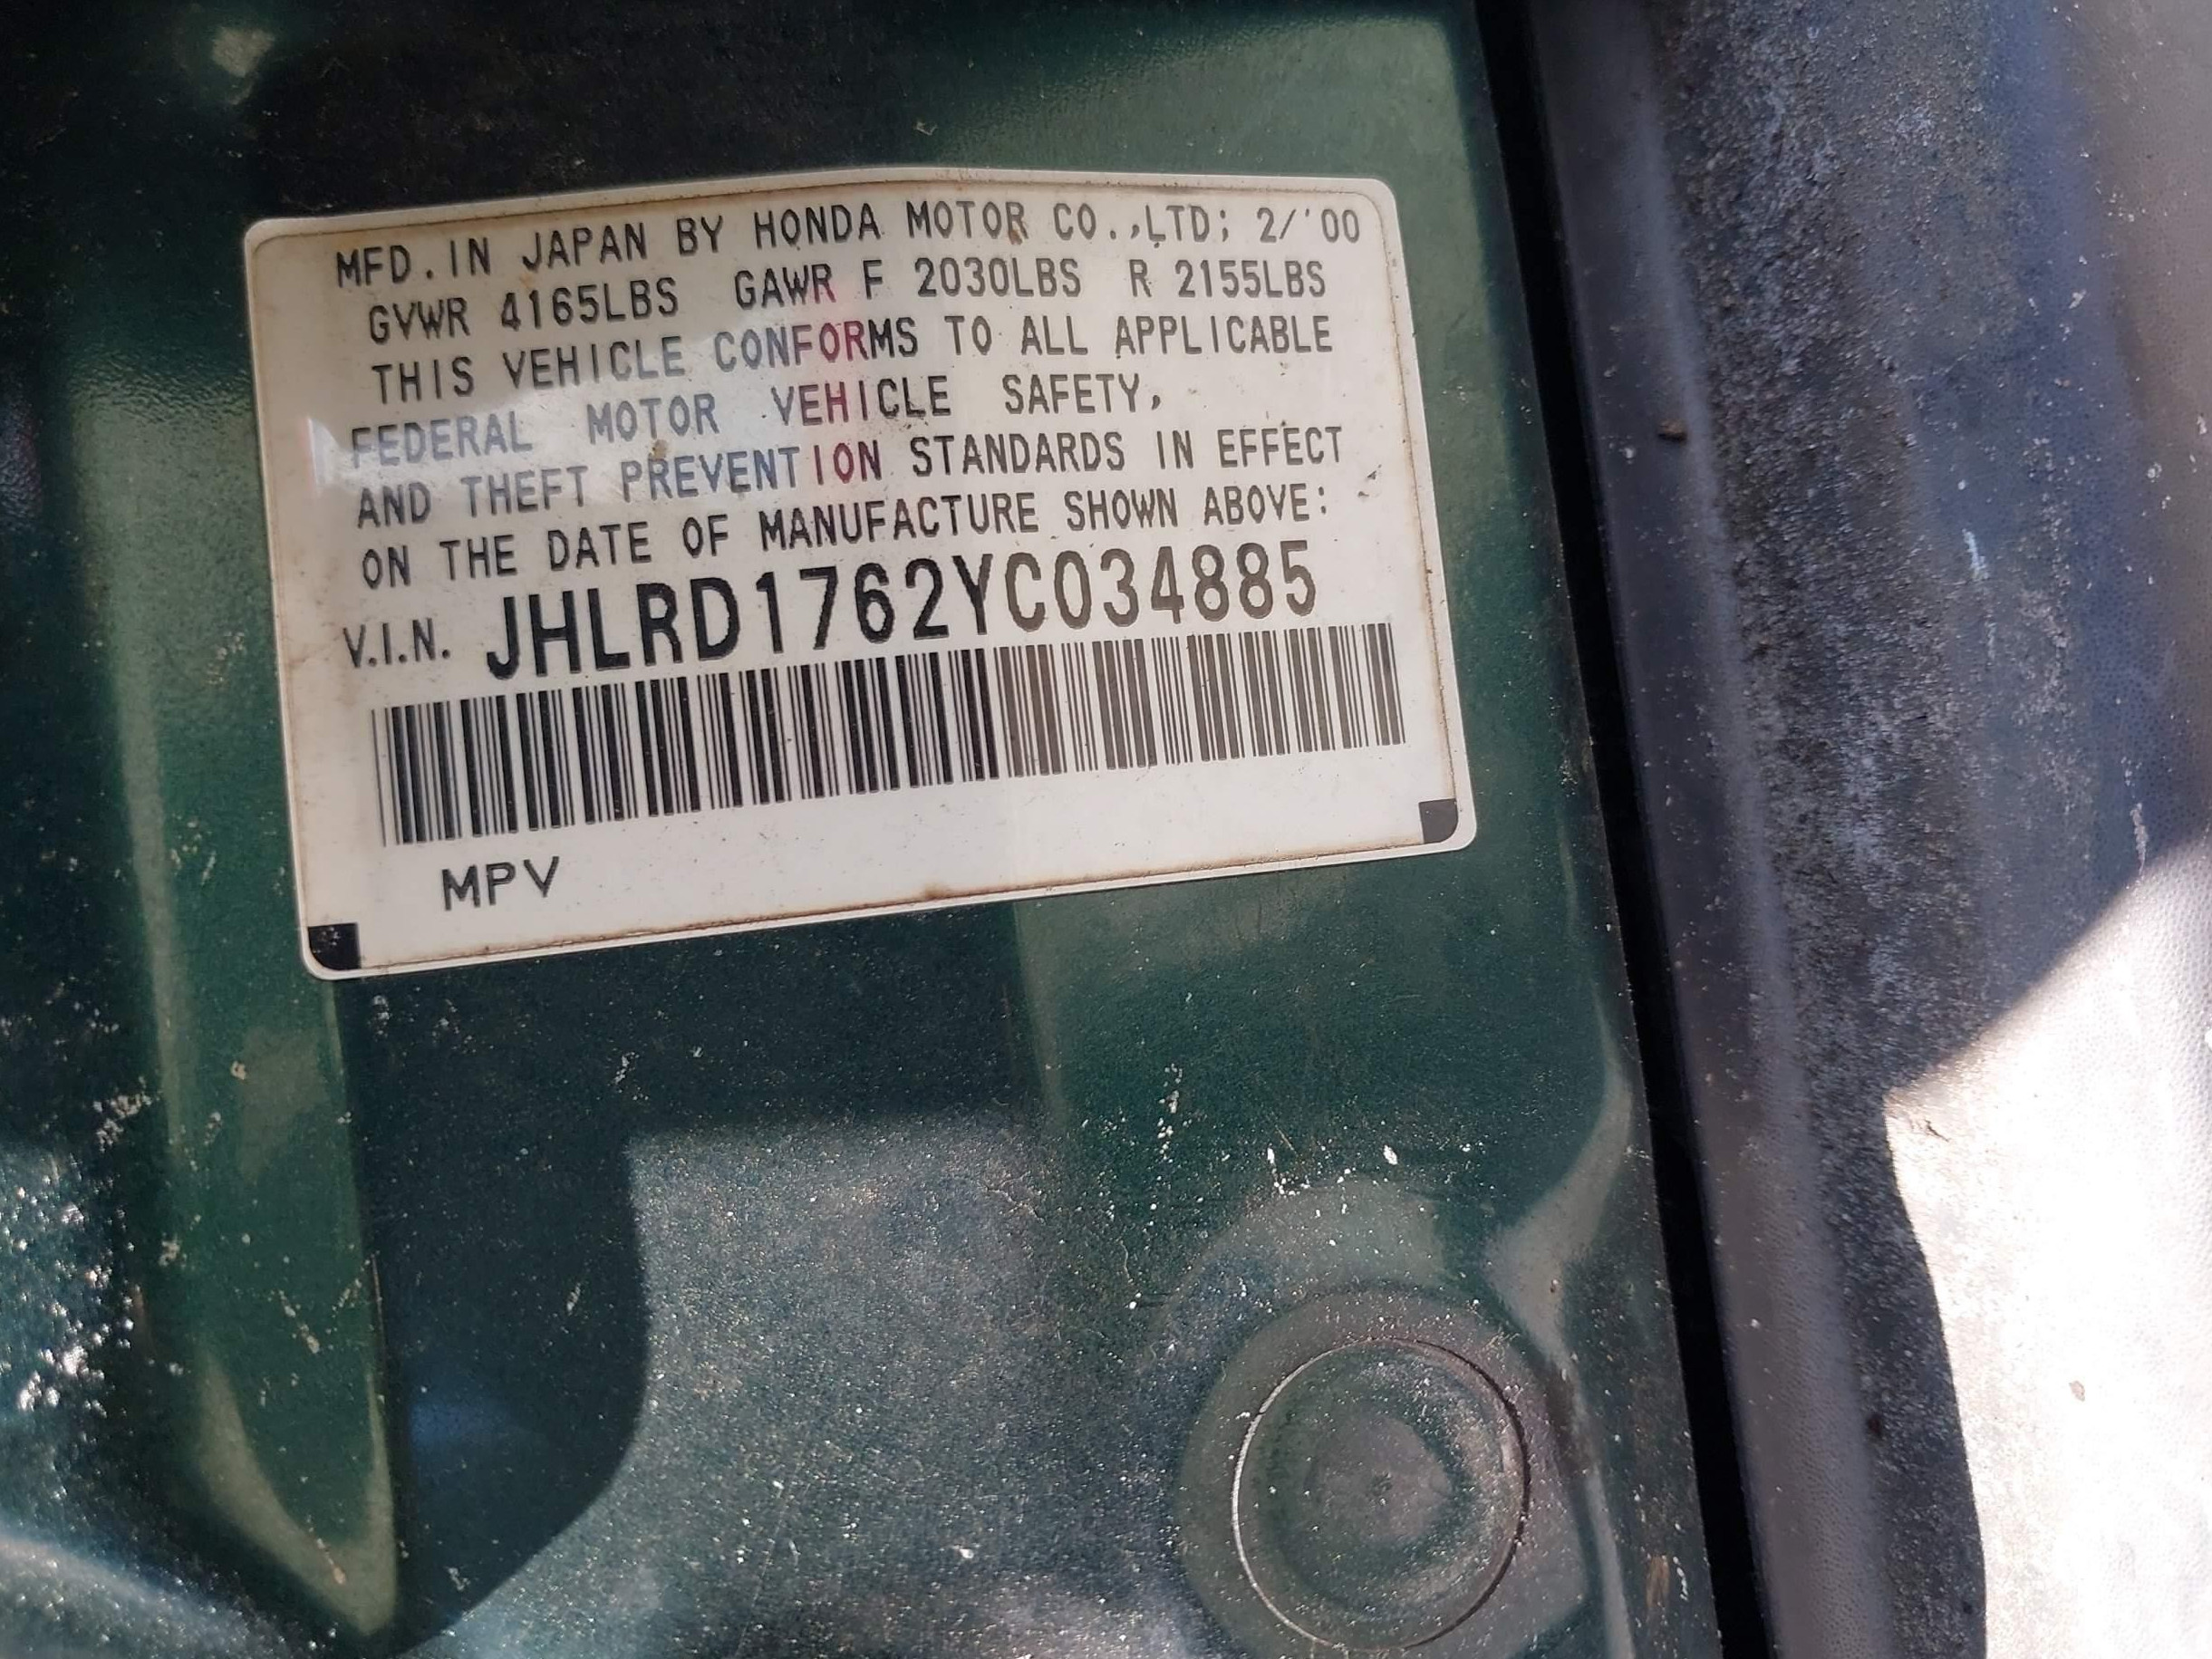 MFD. IN JAPAN BY HONDA MOTOR CO.,LTD; 2/'00
GVWR 4165LBS GAWR F 2030LBS R 2155LBS
THIS VEHICLE CONFORMS TO ALL APPLICABLE
FEDERAL MOTOR VEHICLE SAFETY,
AND THEFT PREVENTION STANDARDS IN EFFECT
ON THE DATE OF MANUFACTURE SHOWN ABOVE:
V.I.N. JHLRD1762YC034885
MPV